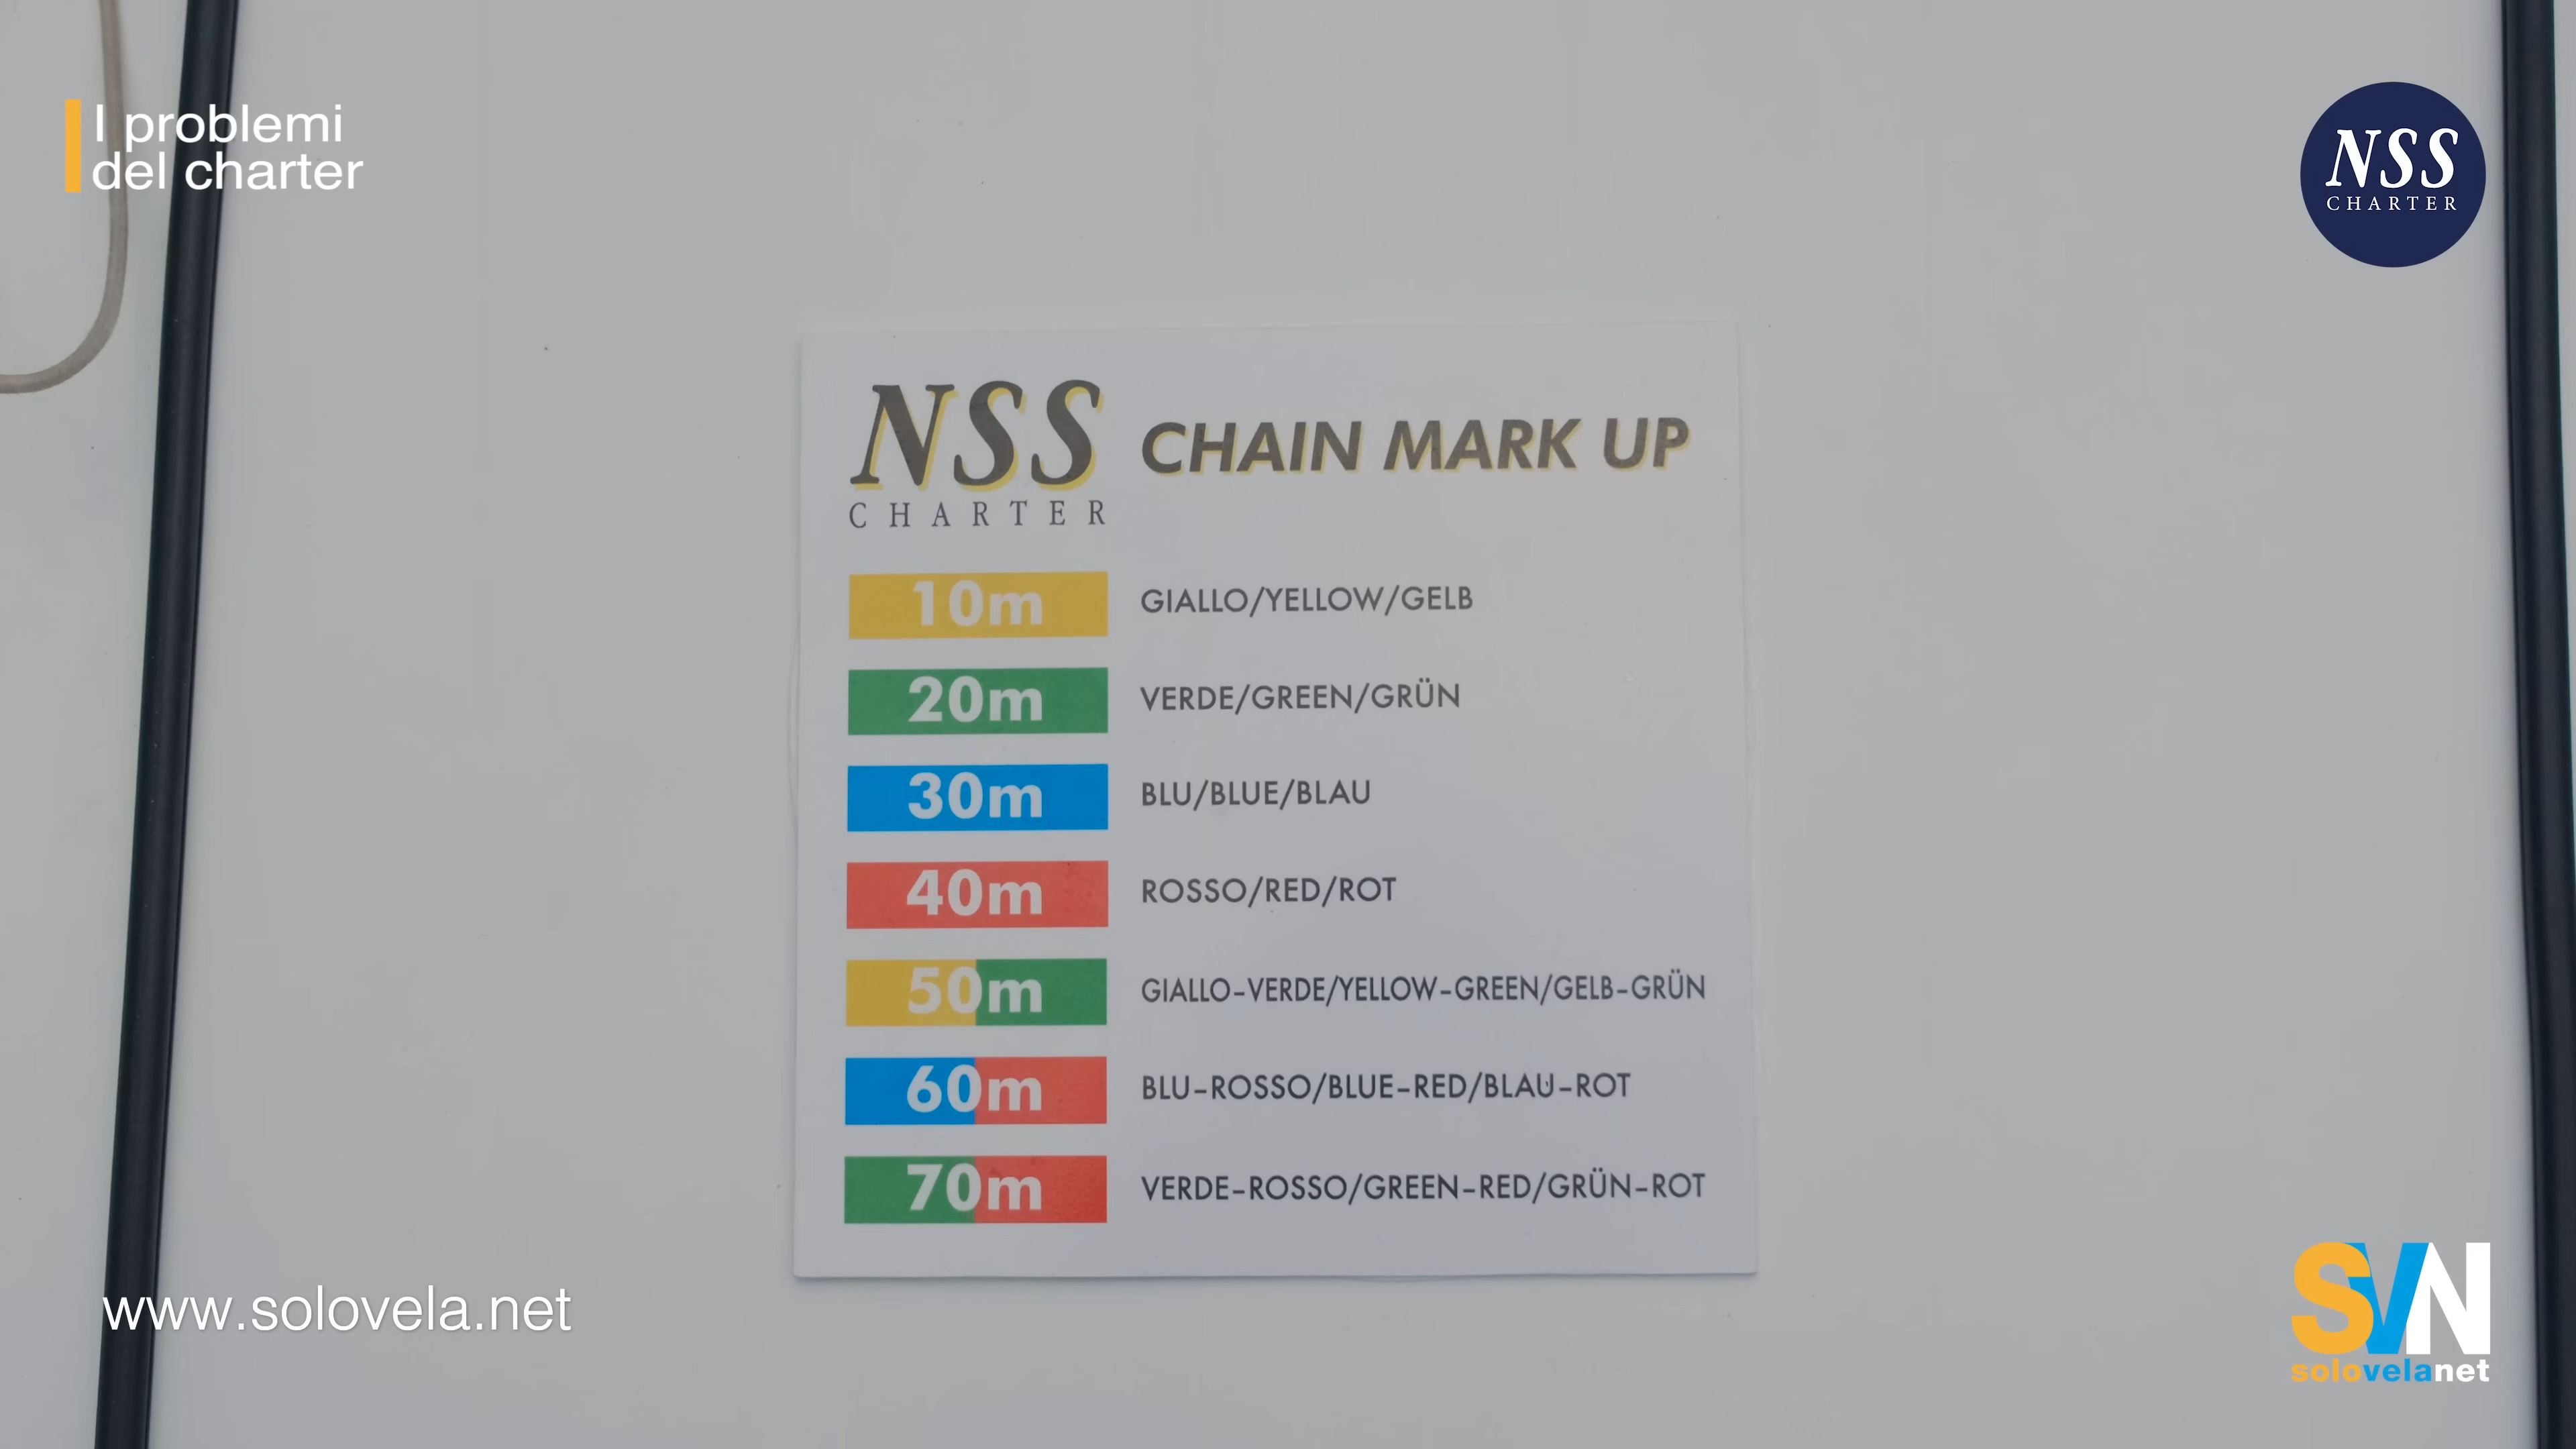 I problemi
del charter
NSS
CHARTER
NSS
CHARTER
CHAIN MARK UP
10m GIALLO/YELLOW/GELB
20m VERDE/GREEN/GRÜN
30m BLU/BLUE/BLAU
40m ROSSO/RED/ROT
50m GIALLO-VERDE/YELLOW-GREEN/GELB-GRÜN
60m BLU-ROSSO/BLUE-RED/BLAU-ROT
70m VERDE-ROSSO/GREEN-RED/GRÜN-ROT
www.solovela.net
SVN
solovelanet